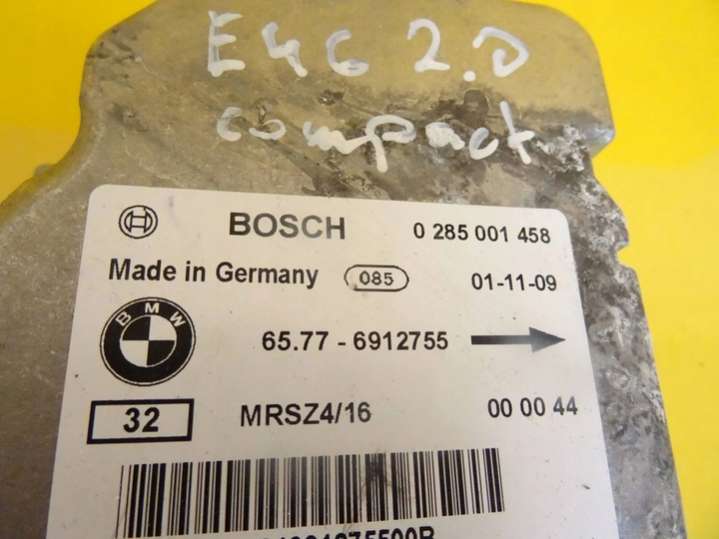 E46 2.0
compact
BOSCH 0 285 001 458
Made in Germany 085 01-11-09
BMW
65.77 - 6912755
32 MRSZ4/16 00 00 44